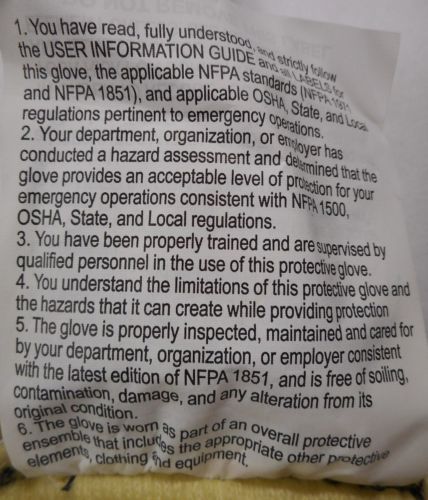 1. You have read, fully understood, and strictly follow
the USER INFORMATION GUIDE and all LABELS for
this glove, the applicable NFPA standards (NFPA 1971
and NFPA 1851), and applicable OSHA, State, and Local
regulations pertinent to emergency operations.
2. Your department, organization, or employer has
conducted a hazard assessment and determined that the
glove provides an acceptable level of protection for your
emergency operations consistent with NFPA 1500,
OSHA, State, and Local regulations.
3. You have been properly trained and are supervised by
qualified personnel in the use of this protective glove.
4. You understand the limitations of this protective glove and
the hazards that it can create while providing protection
5. The glove is properly inspected, maintained and cared for
by your department, organization, or employer consistent
with the latest edition of NFPA 1851, and is free of soiling,
contamination, damage, and any alteration from its
original condition.
6. The glove is worn as part of an overall protective
ensemble that includes the appropriate other protective
elements, clothing and equipment.